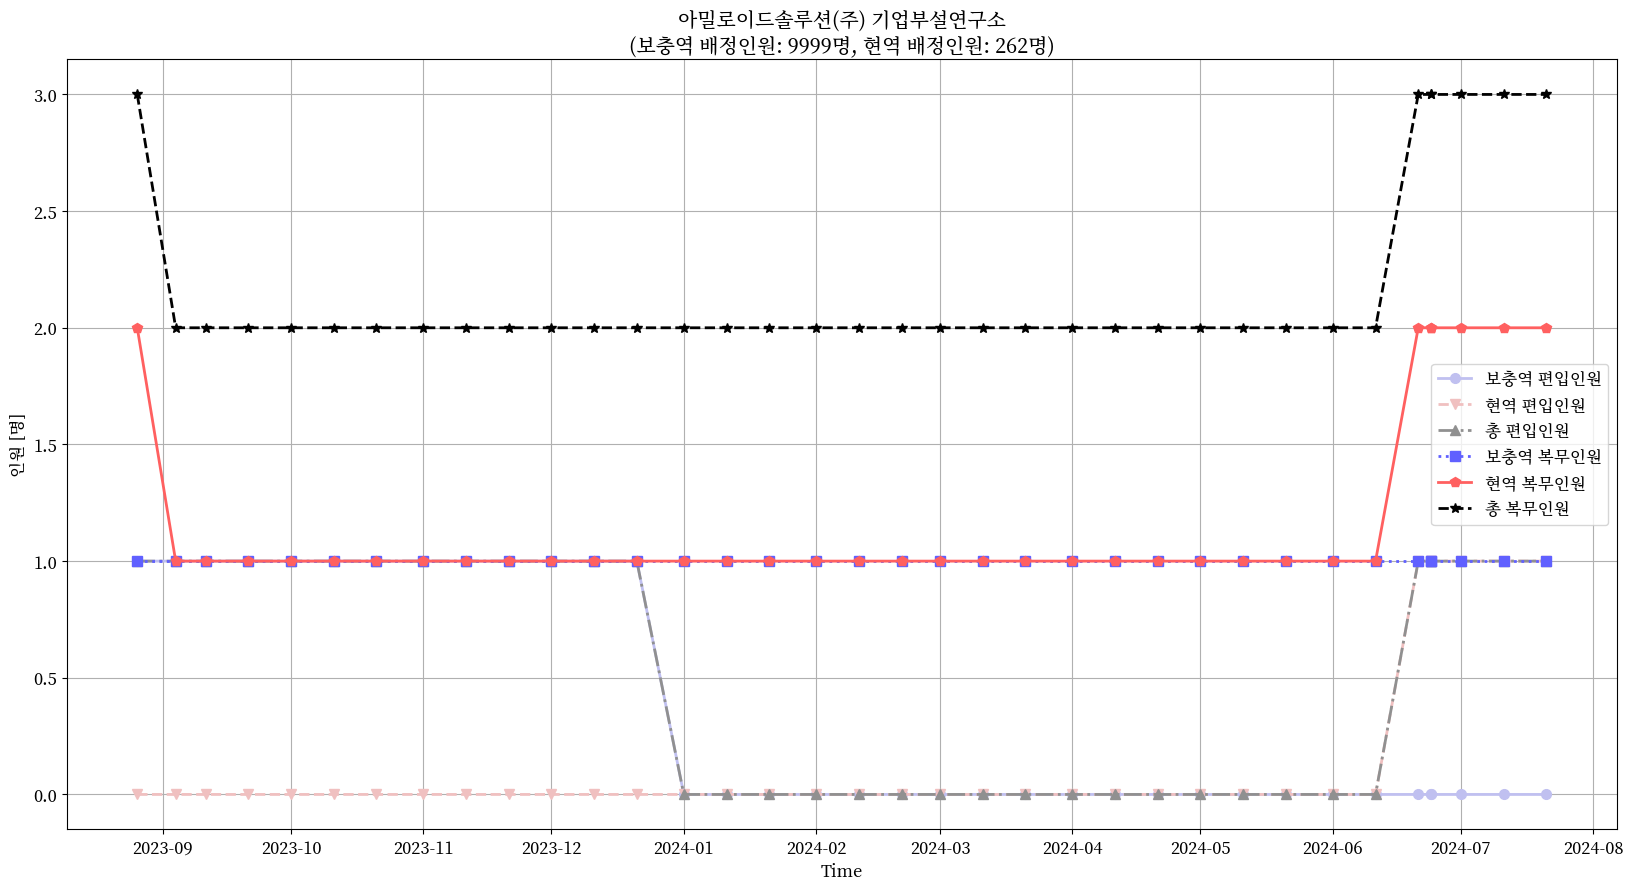 아밀로이드솔루션(주) 기업부설연구소
(보충역 배정인원: 9999명, 현역 배정인원: 262명)
인원 [명]
3.0
2.5
2.0
1.5
1.0
0.5
0.0
보충역 편입인원
현역 편입인원
총 편입인원
보충역 복무인원
현역 복무인원
총 복무인원
2023-09 2023-10 2023-11 2023-12 2024-01 2024-02 2024-03 2024-04 2024-05 2024-06 2024-07 2024-08
Time